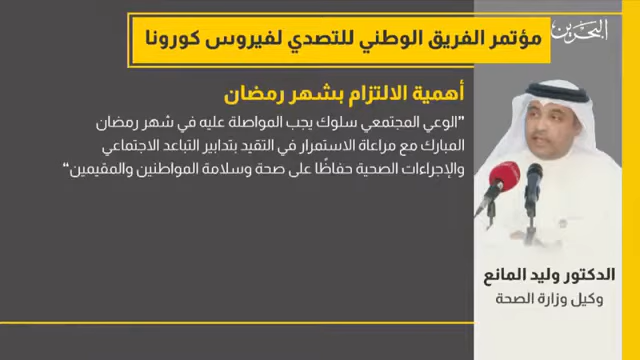 البحرين
مؤتمر الفريق الوطني للتصدي لفيروس كورونا
أهمية الالتزام بشهر رمضان
"الوعي المجتمعي سلوك يجب المواصلة عليه في شهر رمضان
المبارك مع مراعاة الاستمرار في التقيد بتدابير التباعد الاجتماعي
والإجراءات الصحية حفاظًا على صحة وسلامة المواطنين والمقيمين"
الدكتور وليد المانع
وكيل وزارة الصحة